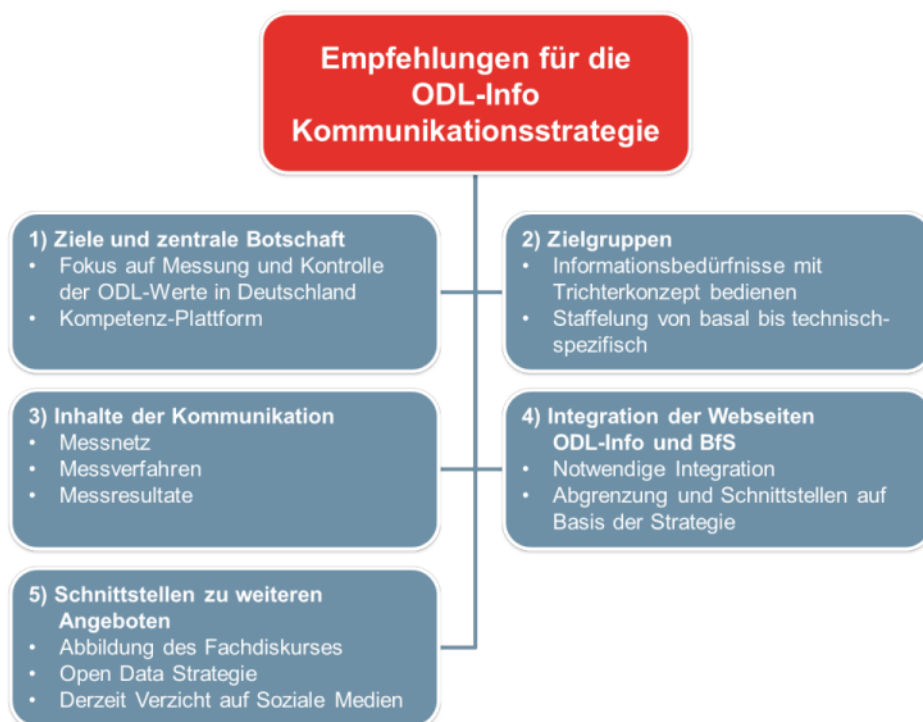 Empfehlungen für die
ODL-Info
Kommunikationsstrategie
1) Ziele und zentrale Botschaft
• Fokus auf Messung und Kontrolle
der ODL-Werte in Deutschland
• Kompetenz-Plattform
2) Zielgruppen
• Informationsbedürfnisse mit
Trichterkonzept bedienen
• Staffelung von basal bis technisch-
spezifisch
3) Inhalte der Kommunikation
• Messnetz
• Messverfahren
• Messresultate
4) Integration der Webseiten
ODL-Info und BfS
• Notwendige Integration
• Abgrenzung und Schnittstellen auf
Basis der Strategie
5) Schnittstellen zu weiteren
Angeboten
• Abbildung des Fachdiskurses
• Open Data Strategie
• Derzeit Verzicht auf Soziale Medien